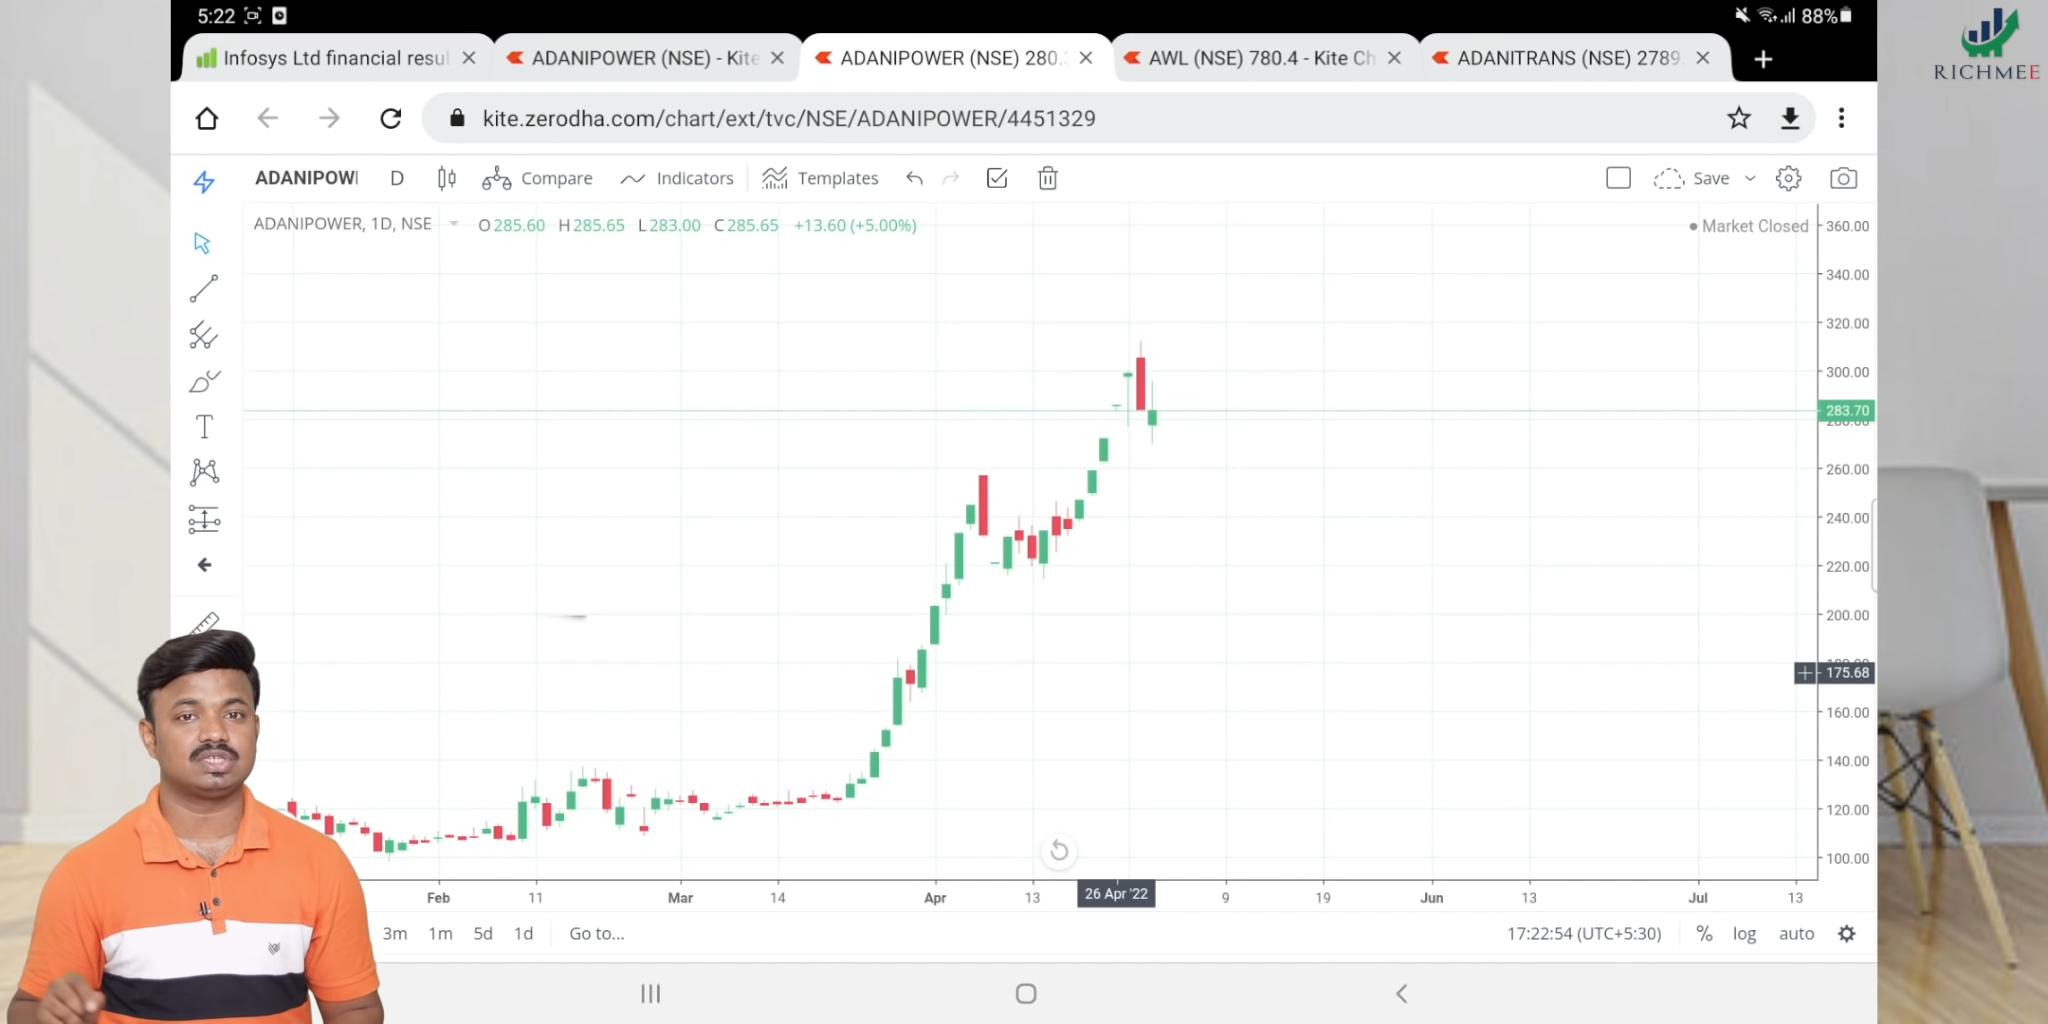 5:22
88%
RICHMEE
Infosys Ltd financial resul
ADANIPOWER (NSE) - Kite
ADANIPOWER (NSE) 280.
AWL (NSE) 780.4 - Kite Ch
ADANITRANS (NSE) 2789
kite.zerodha.com/chart/ext/tvc/NSE/ADANIPOWER/4451329
ADANIPOW
D
Compare
Indicators
Templates
Save
ADANIPOWER, 1D, NSE
O285.60 H285.65 L283.00 C285.65 +13.60 (+5.00%)
Market Closed
360.00
340.00
320.00
300.00
283.70
260.00
240.00
220.00
200.00
175.68
160.00
140.00
120.00
100.00
Feb 11 Mar 14 Apr 13 26 Apr '22 9 19 Jun 13 Jul 13
3m 1m 5d 1d Go to...
17:22:54 (UTC+5:30) % log auto